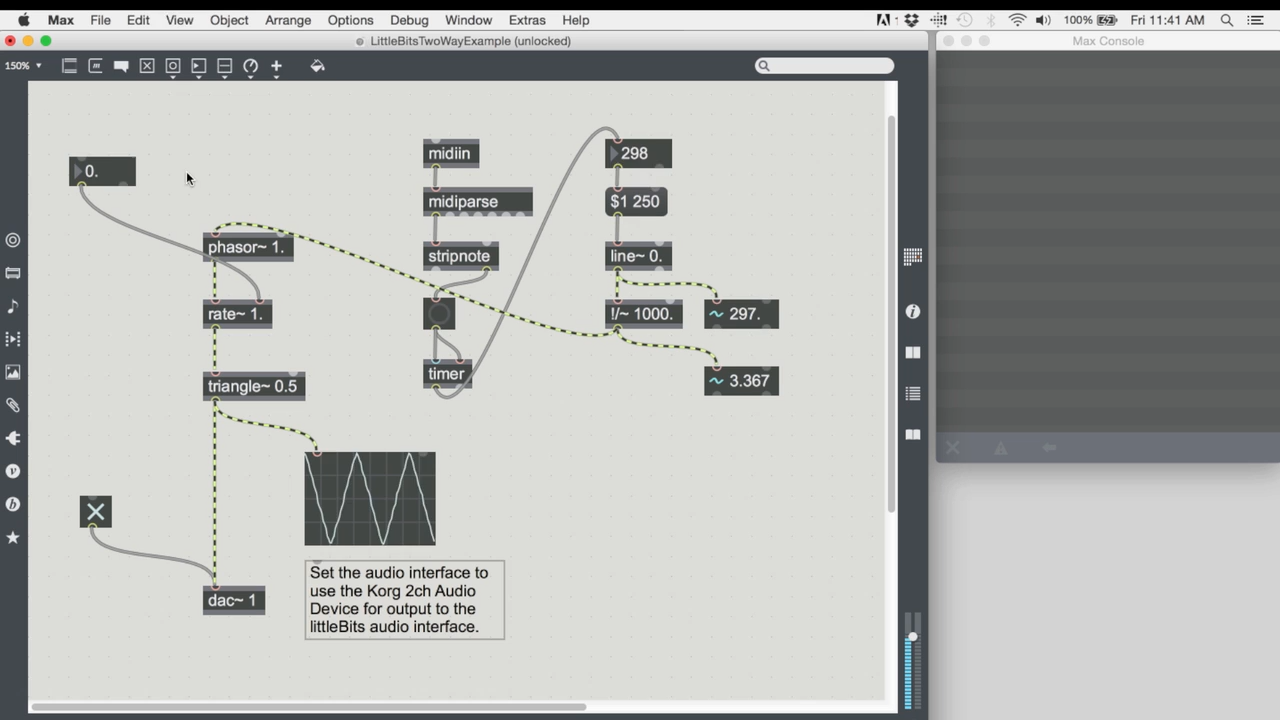 Max File Edit View Object Arrange Options Debug Window Extras Help
100% Fri 11:41 AM
LittleBitsTwoWayExample (unlocked)
Max Console
150%
0.
midiin
298
midiparse
$1 250
phasor~ 1.
stripnote
line~ 0.
rate~ 1.
!/~ 1000.
~ 297.
triangle~ 0.5
timer
~ 3.367
dac~ 1
Set the audio interface to
use the Korg 2ch Audio
Device for output to the
littleBits audio interface.